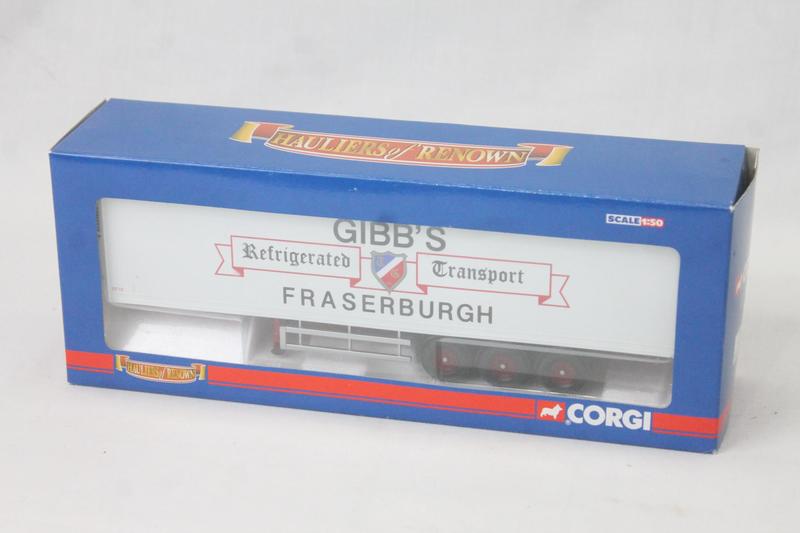 HAULIERS of RENOWN
SCALE 1:50
GIBB'S
Refrigerated Transport
FRASERBURGH
HAULIERS of RENOWN
CORGI